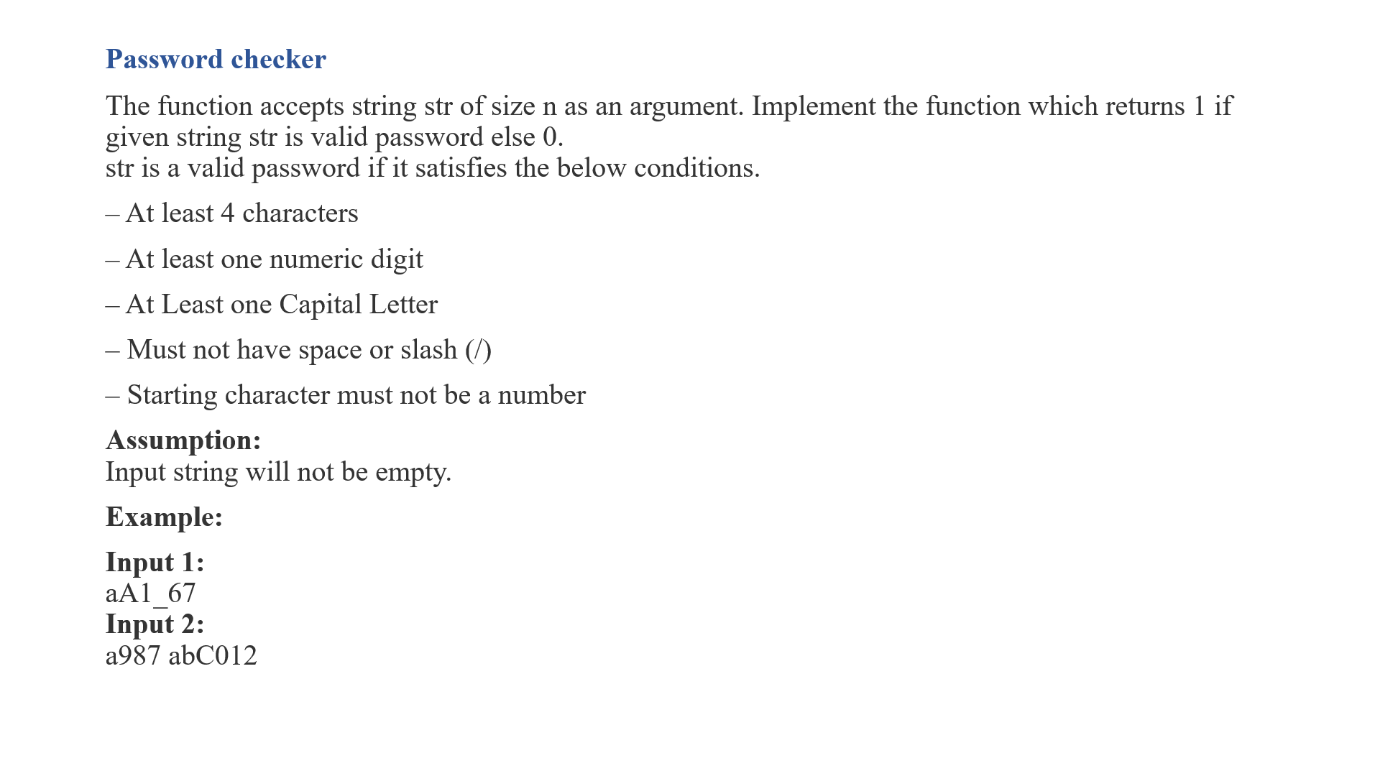 Password checker
The function accepts string str of size n as an argument. Implement the function which returns 1 if
given string str is valid password else 0.
str is a valid password if it satisfies the below conditions.
– At least 4 characters
– At least one numeric digit
– At Least one Capital Letter
– Must not have space or slash (/)
– Starting character must not be a number
Assumption:
Input string will not be empty.
Example:
Input 1:
aA1_67
Input 2:
a987 abC012